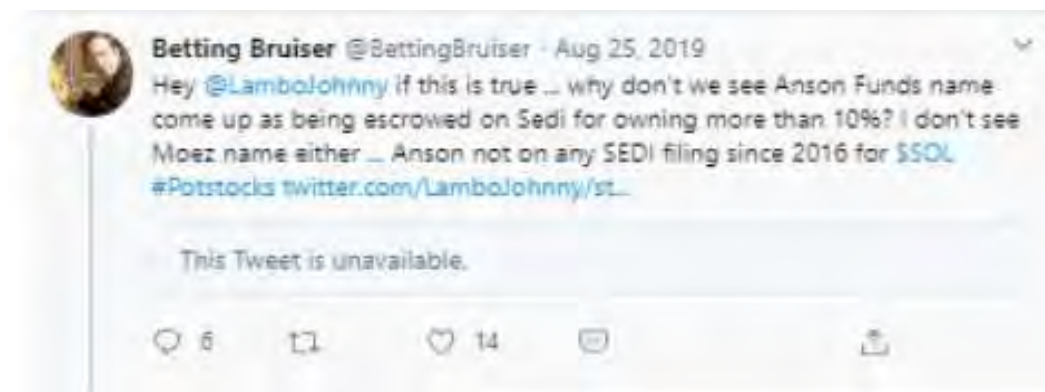 Betting Bruiser @BettingBruiser · Aug 25, 2019
Hey @LamboJohnny if this is true ... why don't we see Anson Funds name
come up as being escrowed on Sedi for owning more than 10%? I don't see
Moez name either ... Anson not on any SEDI filing since 2016 for $SOL
#Potstocks twitter.com/LamboJohnny/st...
This Tweet is unavailable.
6 14